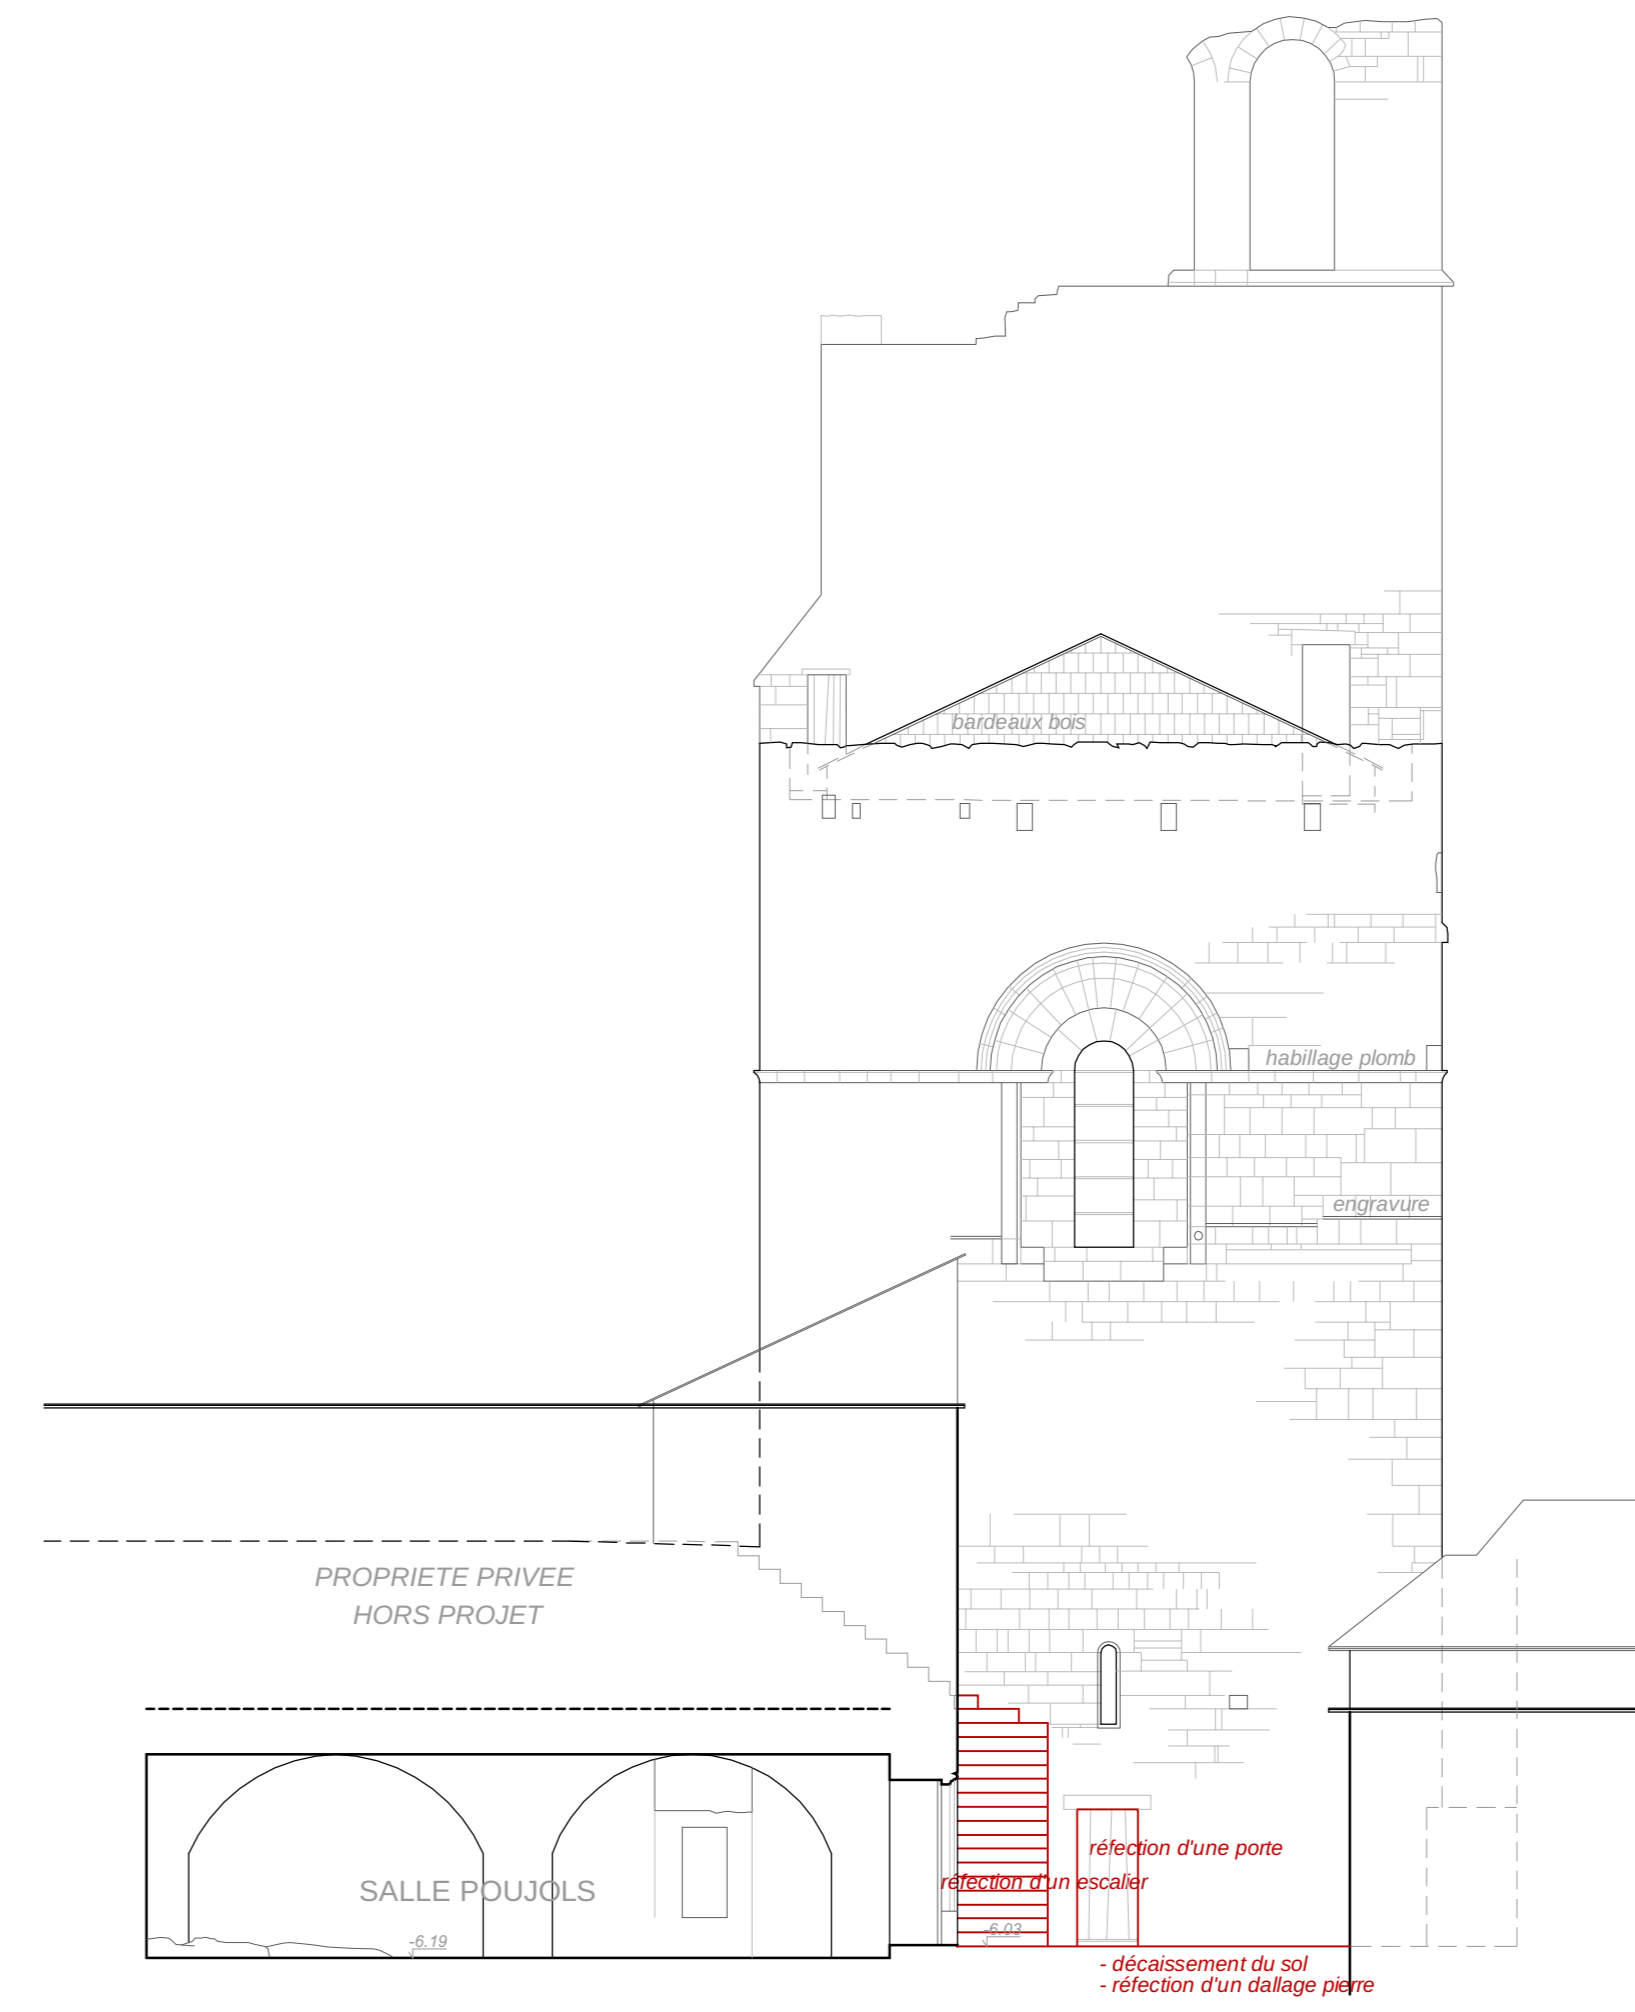 bardeaux bois
habillage plomb
engravure
PROPRIETE PRIVEE
HORS PROJET
réfection d'une porte
réfection d'un escalier
SALLE POUJOLS
-6.19
-6.03
- décaissement du sol
- réfection d'un dallage pierre